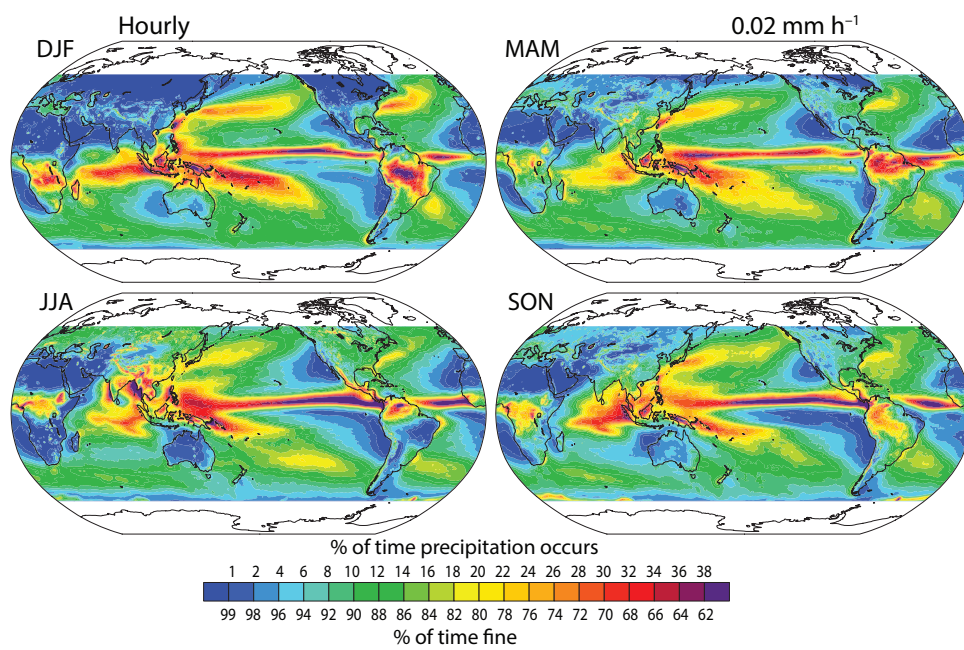 Hourly 0.02 mm h⁻¹
DJF MAM
JJA SON
% of time precipitation occurs
1 2 4 6 8 10 12 14 16 18 20 22 24 26 28 30 32 34 36 38
99 98 94 94 92 90 88 86 84 82 80 78 76 74 72 70 68 66 64 62
% of time fine